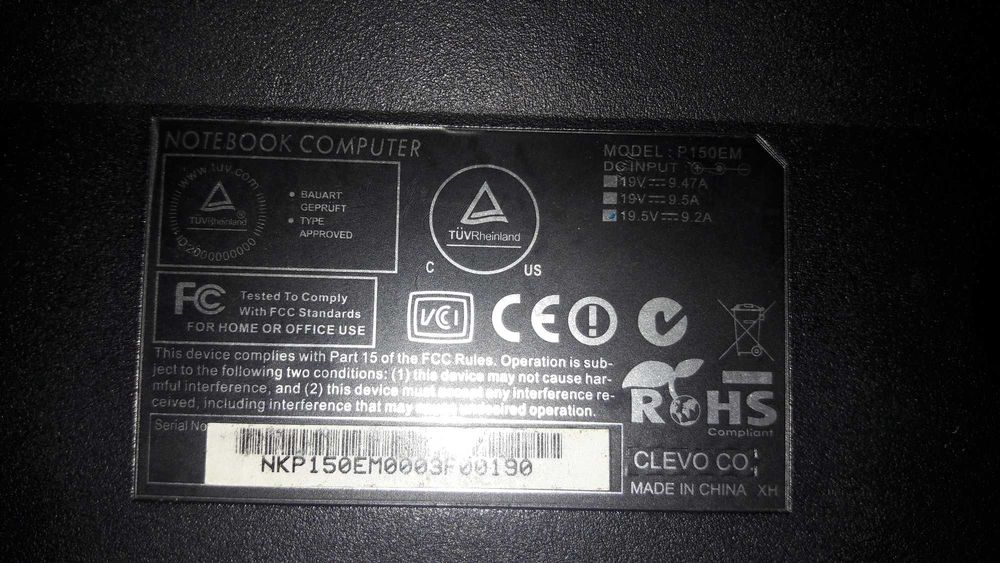 NOTEBOOK COMPUTER
www.tuv.com
TÜVRheinland®
ID2000000000
• BAUART
GEPRÜFT
• TYPE
APPROVED
TÜVRheinland
C US
MODEL : P150EM
DC INPUT
19V 9.47A
19V 9.5A
19.5V 9.2A
FC Tested To Comply
With FCC Standards
FOR HOME OR OFFICE USE
VCI
CE
This device complies with Part 15 of the FCC Rules. Operation is sub-
ject to the following two conditions: (1) this device may not cause har-
mful interference, and (2) this device must accept any interference re-
ceived, including interference that may undesired operation.
RoHS
Compliant
Serial No
NKP150EM0003F00190
CLEVO CO.
MADE IN CHINA XH